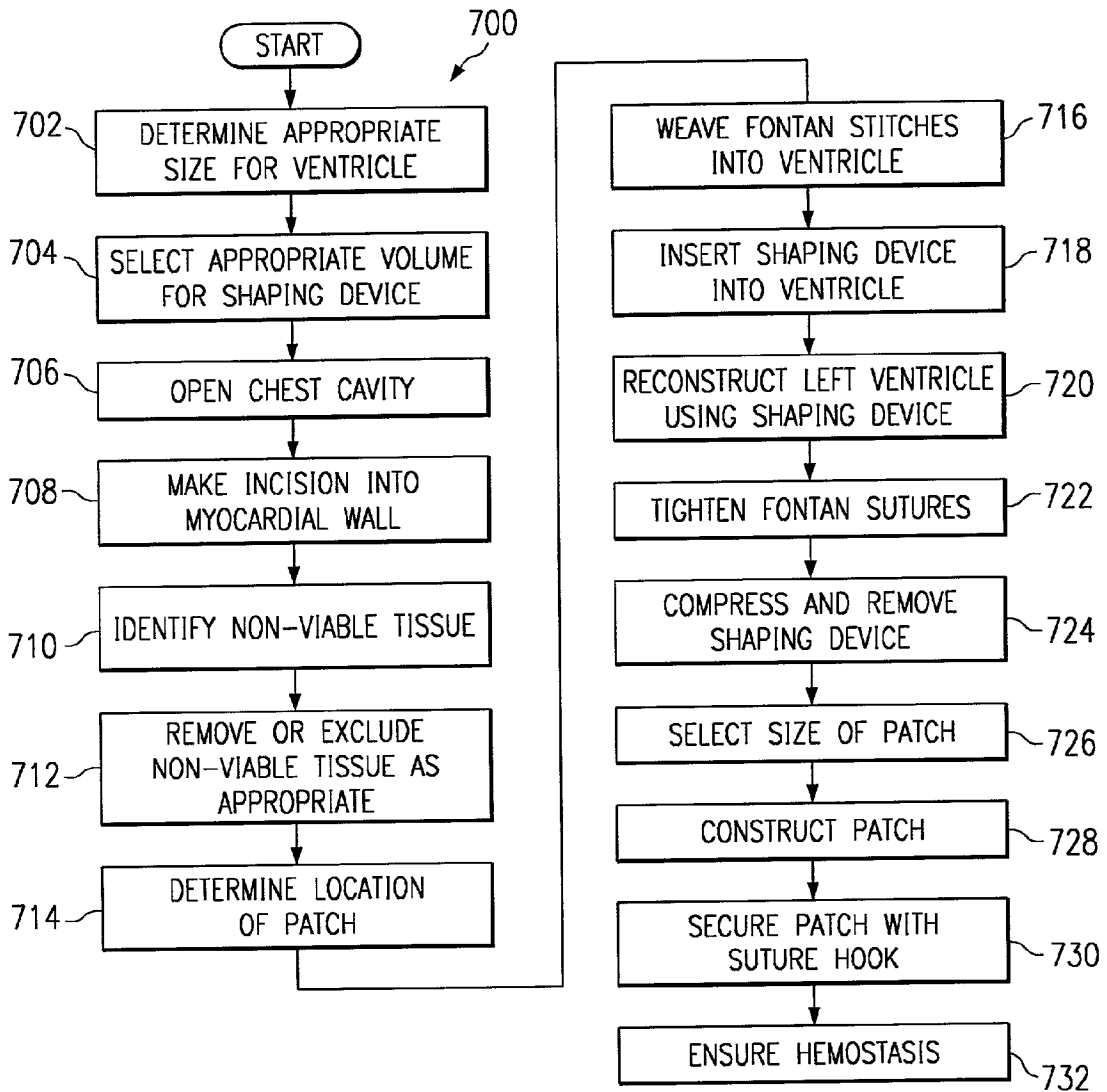 700
START
702
DETERMINE APPROPRIATE
SIZE FOR VENTRICLE
704
SELECT APPROPRIATE VOLUME
FOR SHAPING DEVICE
706
OPEN CHEST CAVITY
708
MAKE INCISION INTO
MYOCARDIAL WALL
710
IDENTIFY NON-VIABLE TISSUE
712
REMOVE OR EXCLUDE
NON-VIABLE TISSUE AS
APPROPRIATE
714
DETERMINE LOCATION
OF PATCH
WEAVE FONTAN STITCHES
INTO VENTRICLE
716
INSERT SHAPING DEVICE
INTO VENTRICLE
718
RECONSTRUCT LEFT VENTRICLE
USING SHAPING DEVICE
720
TIGHTEN FONTAN SUTURES
722
COMPRESS AND REMOVE
SHAPING DEVICE
724
SELECT SIZE OF PATCH
726
CONSTRUCT PATCH
728
SECURE PATCH WITH
SUTURE HOOK
730
ENSURE HEMOSTASIS
732